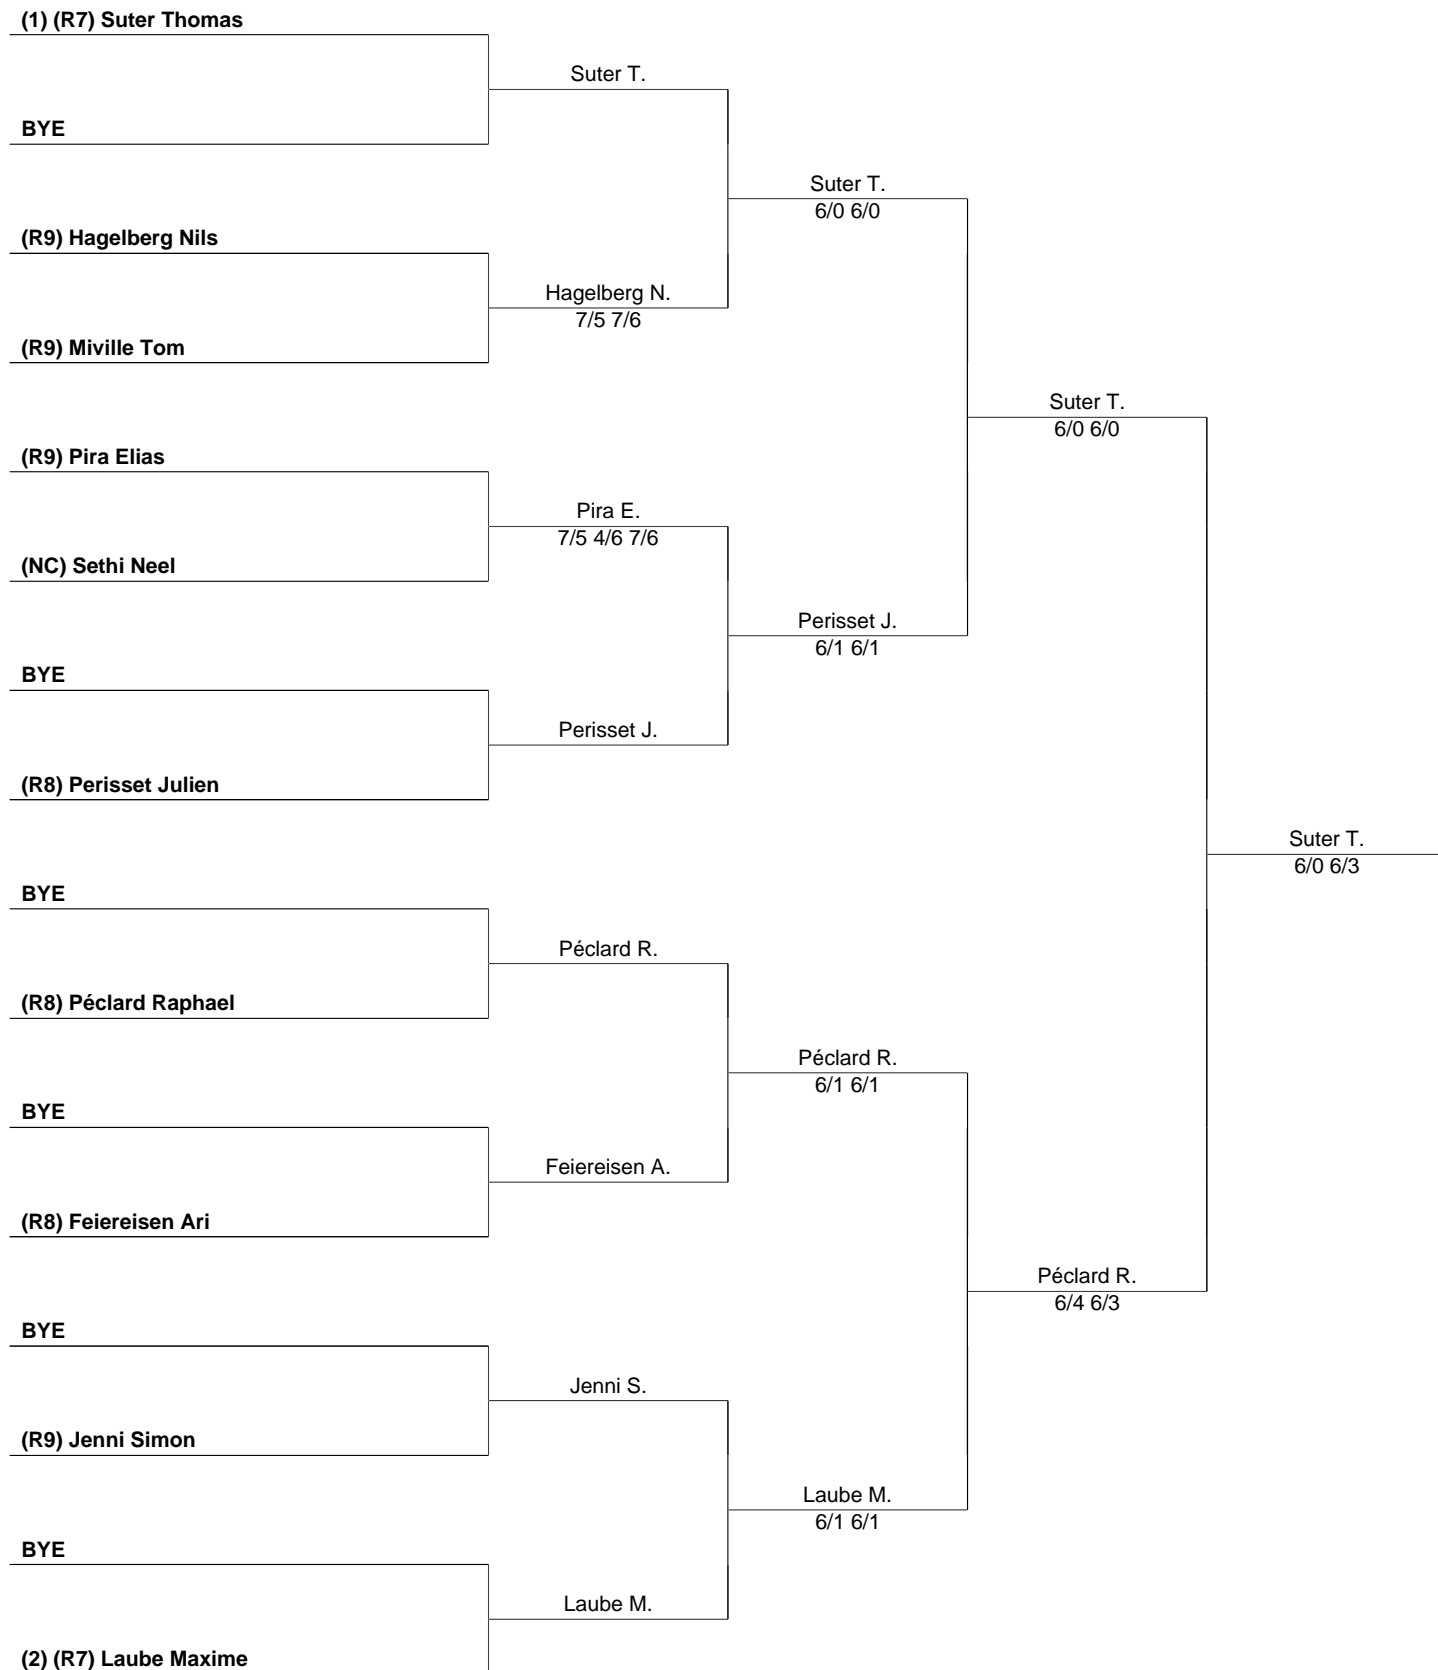 (1) (R7) Suter Thomas
Suter T.
BYE
Suter T.
6/0 6/0
(R9) Hagelberg Nils
Hagelberg N.
7/5 7/6
(R9) Miville Tom
Suter T.
6/0 6/0
(R9) Pira Elias
Pira E.
7/5 4/6 7/6
(NC) Sethi Neel
Perisset J.
6/1 6/1
BYE
Perisset J.
(R8) Perisset Julien
Suter T.
6/0 6/3
BYE
Péclard R.
(R8) Péclard Raphael
Péclard R.
6/1 6/1
BYE
Feiereisen A.
(R8) Feiereisen Ari
Péclard R.
6/4 6/3
BYE
Jenni S.
(R9) Jenni Simon
Laube M.
6/1 6/1
BYE
Laube M.
(2) (R7) Laube Maxime